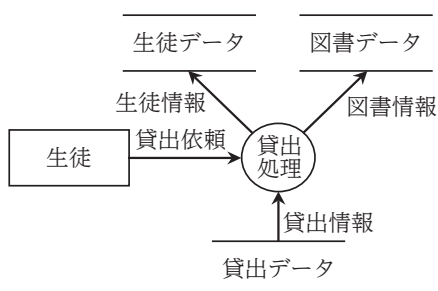 生徒データ
図書データ
生徒情報
図書情報
貸出依頼
生徒
貸出
処理
貸出情報
貸出データ